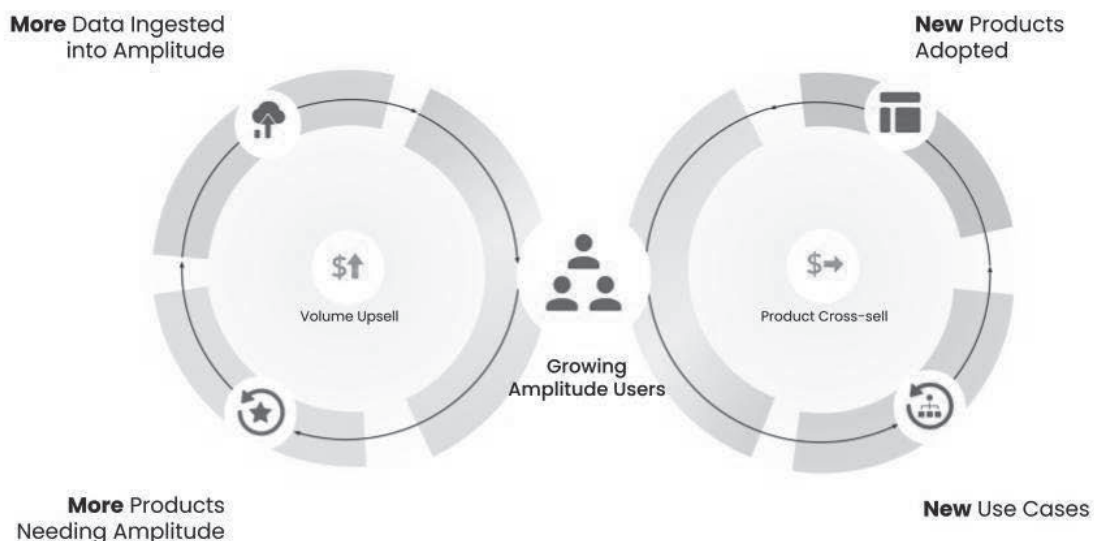 More Data Ingested
into Amplitude
New Products
Adopted
$
Volume Upsell
$
Product Cross-sell
Growing
Amplitude Users
More Products
Needing Amplitude
New Use Cases